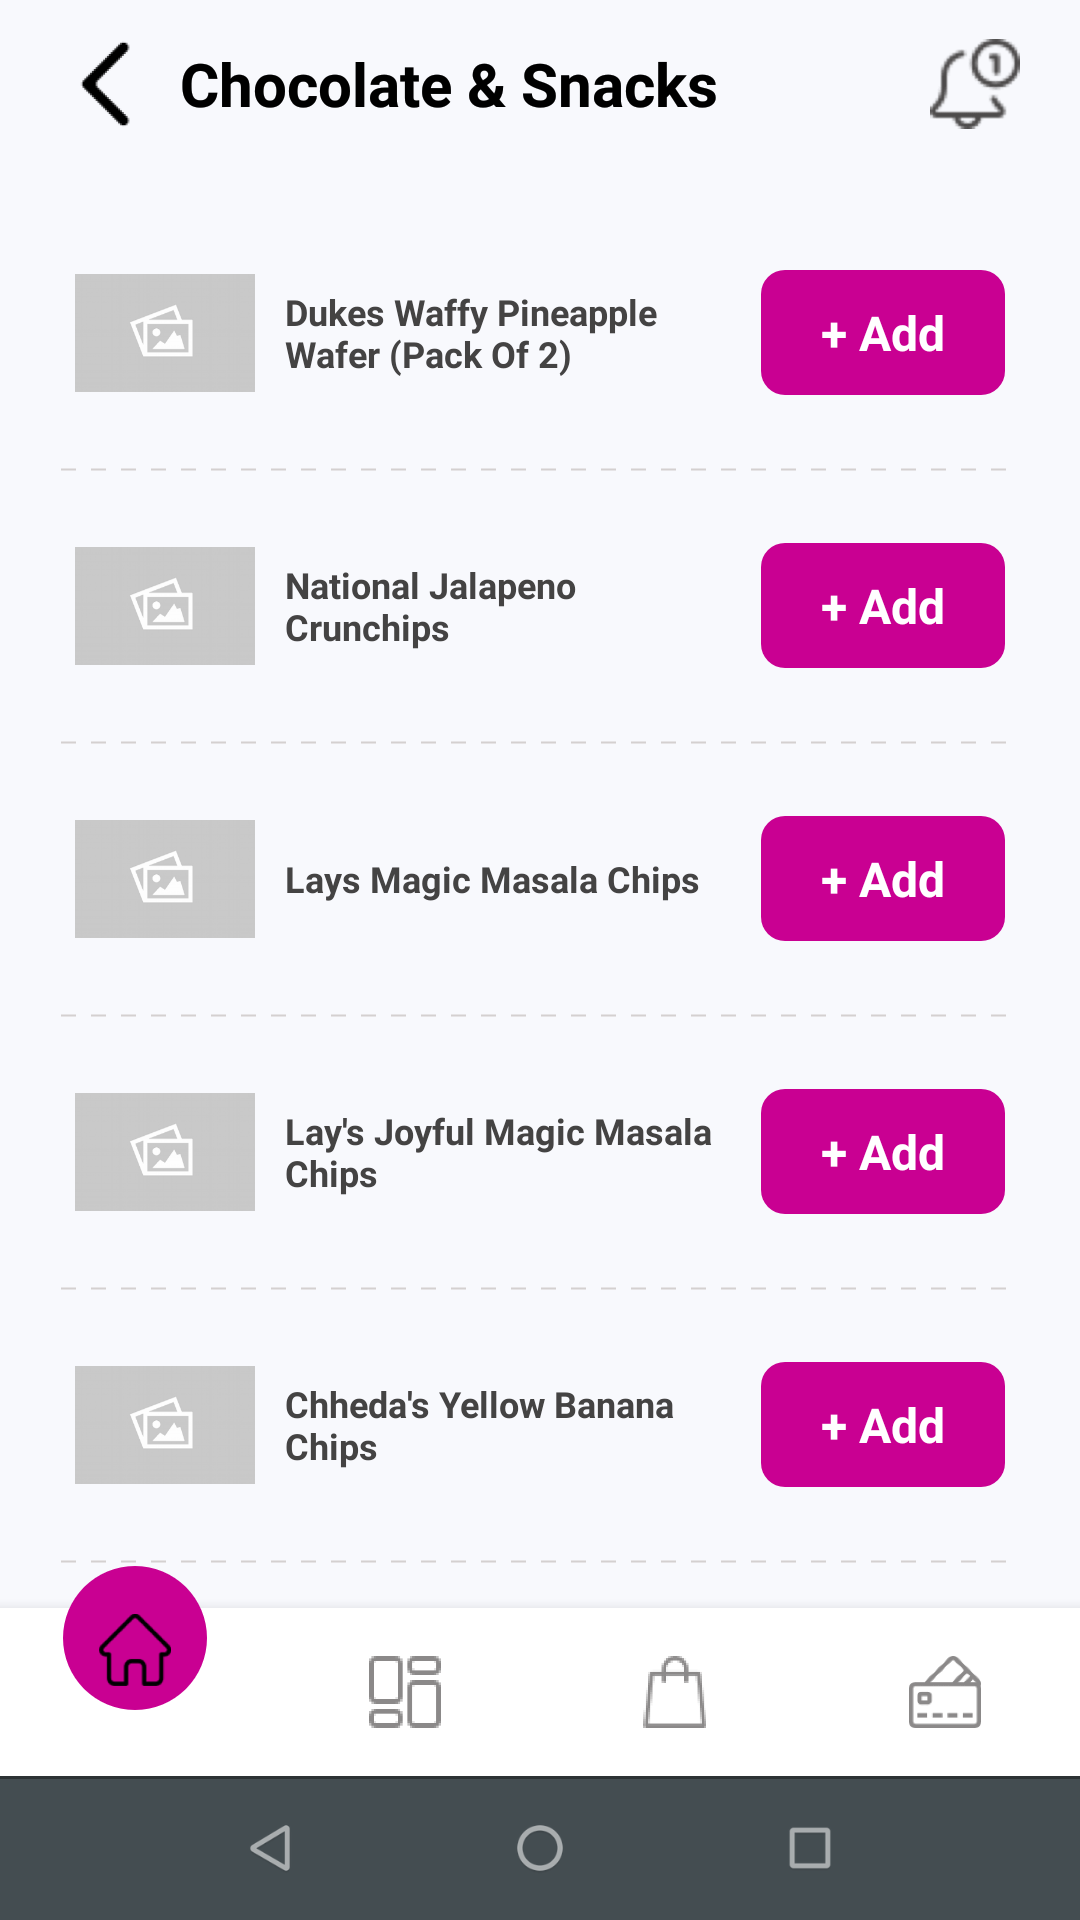 Chocolate & Snacks
1
Dukes Waffy Pineapple
Wafer (Pack Of 2)
+ Add
National Jalapeno
Crunchips
+ Add
Lays Magic Masala Chips
+ Add
Lay's Joyful Magic Masala
Chips
+ Add
Chheda's Yellow Banana
Chips
+ Add